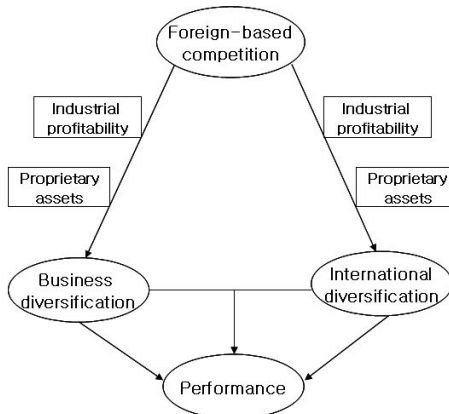 Foreign-based
competition
Industrial
profitability
Industrial
profitability
Proprietary
assets
Proprietary
assets
Business
diversification
International
diversification
Performance